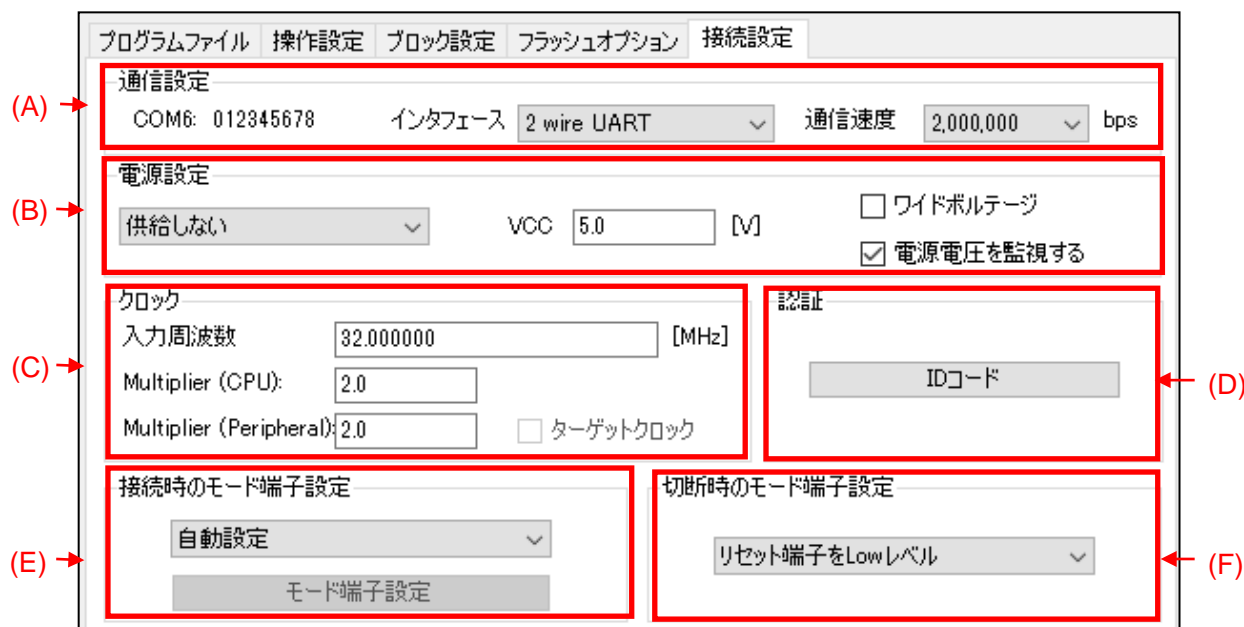 プログラムファイル 操作設定 ブロック設定 フラッシュオプション 接続設定
(A)
通信設定
COM6: 012345678 インタフェース 2 wire UART 通信速度 2,000,000 bps
(B)
電源設定
供給しない VCC 5.0 [V] ワイドボルテージ
電源電圧を監視する
(C)
クロック
入力周波数 32.000000 [MHz]
Multiplier (CPU): 2.0
Multiplier (Peripheral): 2.0 ターゲットクロック
認証
IDコード
(D)
接続時のモード端子設定
自動設定
モード端子設定
(E)
切断時のモード端子設定
リセット端子をLowレベル
(F)